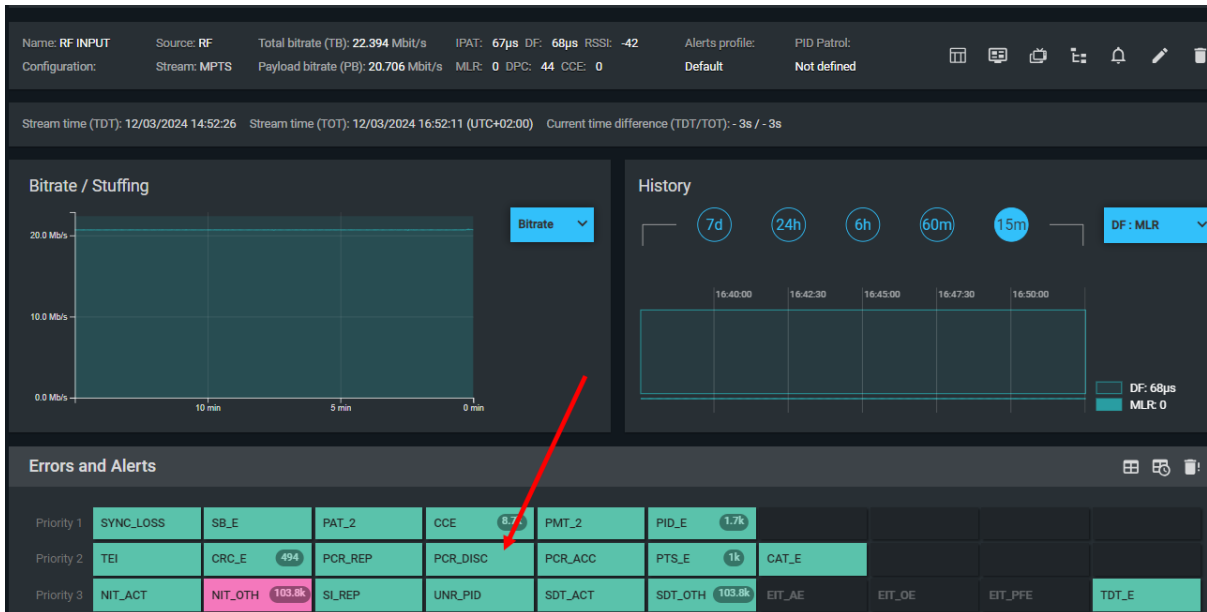 Name: RF INPUT Source: RF Total bitrate (TB): 22.394 Mbit/s IPAT: 67µs DF: 68µs RSSI: -42 Alerts profile: PID Patrol:
Configuration: Stream: MPTS Payload bitrate (PB): 20.706 Mbit/s MLR: 0 DPC: 44 CCE: 0 Default Not defined
Stream time (TDT): 12/03/2024 14:52:26 Stream time (TOT): 12/03/2024 16:52:11 (UTC+02:00) Current time difference (TDT/TOT): - 3s / - 3s
Bitrate / Stuffing
Bitrate
20.0 Mb/s
10.0 Mb/s
0.0 Mb/s
10 min 5 min 0 min
History
7d 24h 6h 60m 15m DF : MLR
16:40:00 16:42:30 16:45:00 16:47:30 16:50:00
DF: 68µs
MLR: 0
Errors and Alerts
Priority 1 SYNC_LOSS SB_E PAT_2 CCE PMT_2 PID_E 1.7k
Priority 2 TEI CRC_E 494 PCR_REP PCR_DISC PCR_ACC PTS_E 1k CAT_E
Priority 3 NIT_ACT NIT_OTH 103.8k SI_REP UNR_PID SDT_ACT SDT_OTH 103.8k EIT_AE EIT_OE EIT_PFE TDT_E